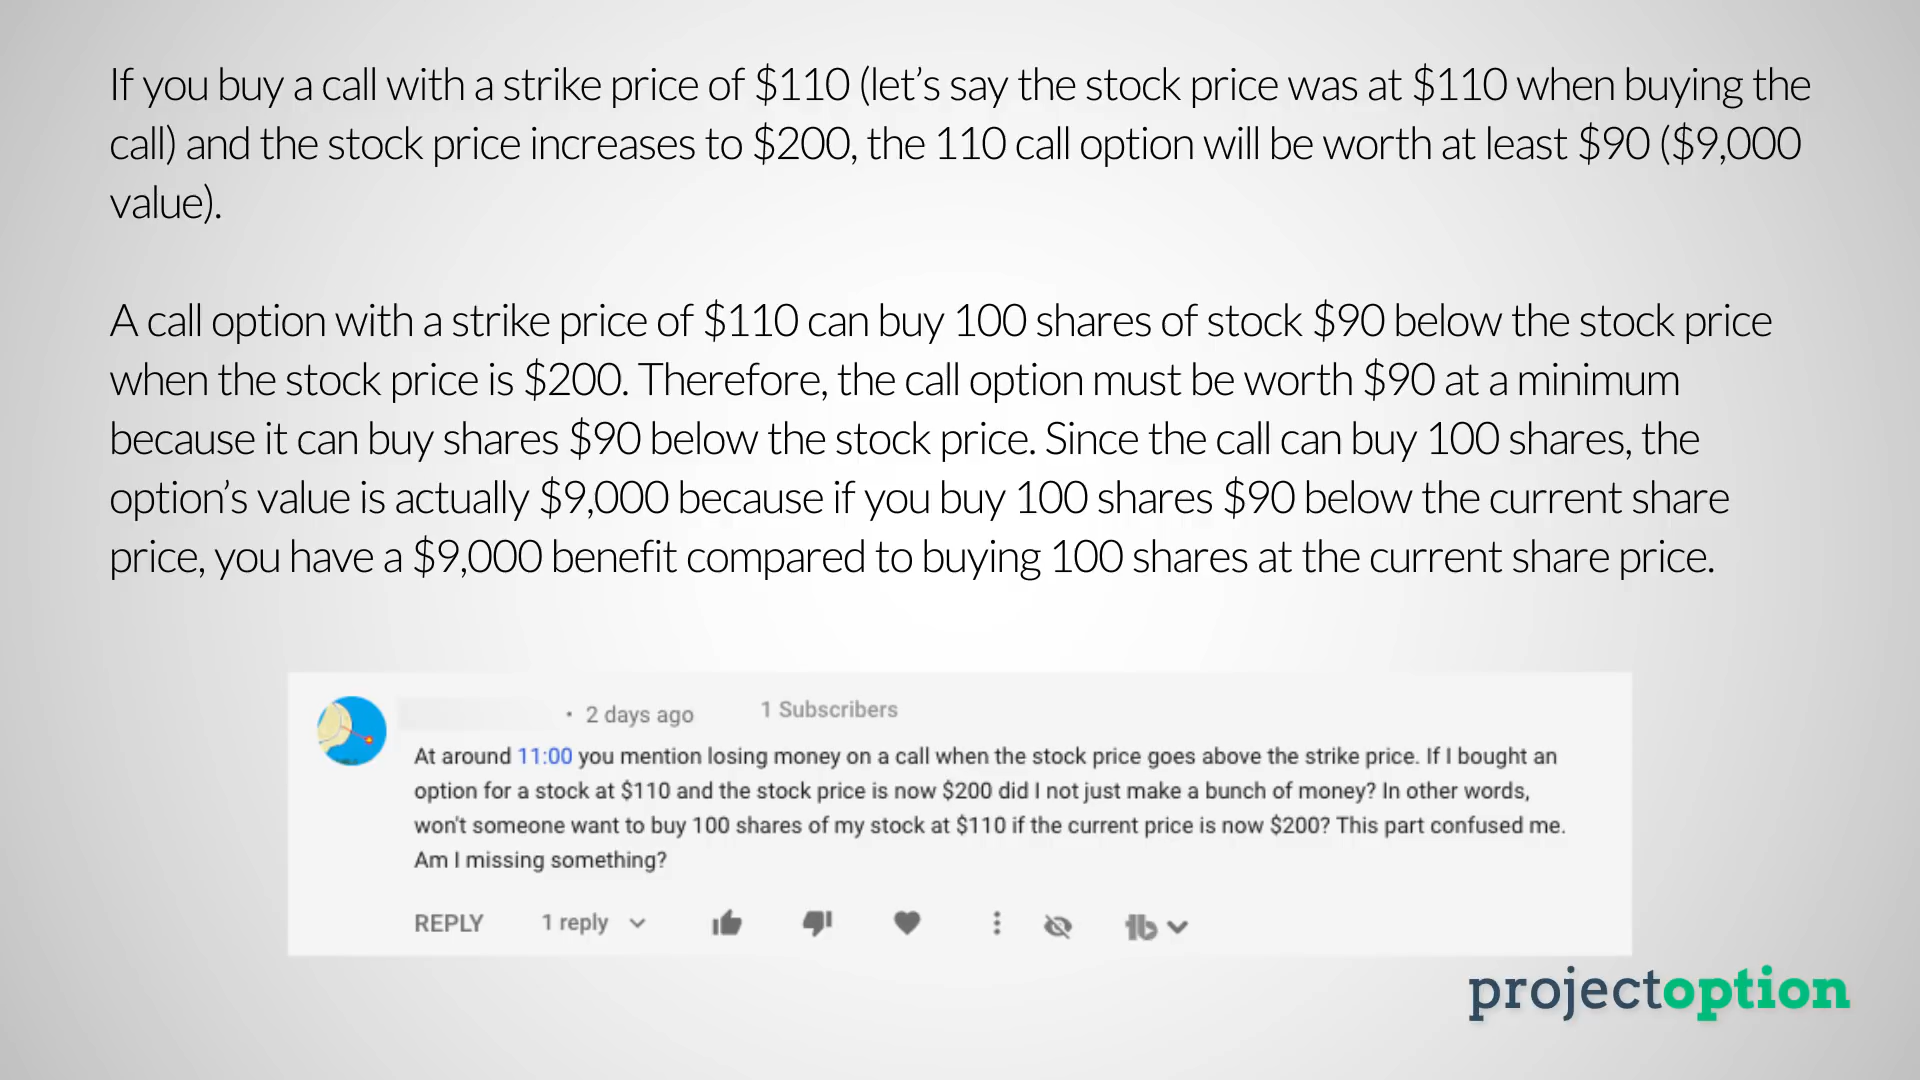 If you buy a call with a strike price of $110 (let’s say the stock price was at $110 when buying the
call) and the stock price increases to $200, the 110 call option will be worth at least $90 ($9,000
value).
A call option with a strike price of $110 can buy 100 shares of stock $90 below the stock price
when the stock price is $200. Therefore, the call option must be worth $90 at a minimum
because it can buy shares $90 below the stock price. Since the call can buy 100 shares, the
option’s value is actually $9,000 because if you buy 100 shares $90 below the current share
price, you have a $9,000 benefit compared to buying 100 shares at the current share price.
• 2 days ago 1 Subscribers
At around 11:00 you mention losing money on a call when the stock price goes above the strike price. If I bought an
option for a stock at $110 and the stock price is now $200 did I not just make a bunch of money? In other words,
won't someone want to buy 100 shares of my stock at $110 if the current price is now $200? This part confused me.
Am I missing something?
REPLY 1 reply
projectoption